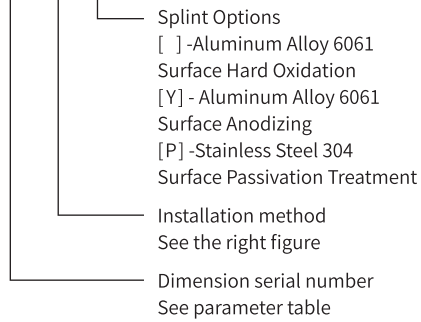 Splint Options
[  ] -Aluminum Alloy 6061
Surface Hard Oxidation
[Y] - Aluminum Alloy 6061
Surface Anodizing
[P] -Stainless Steel 304
Surface Passivation Treatment
Installation method
See the right figure
Dimension serial number
See parameter table